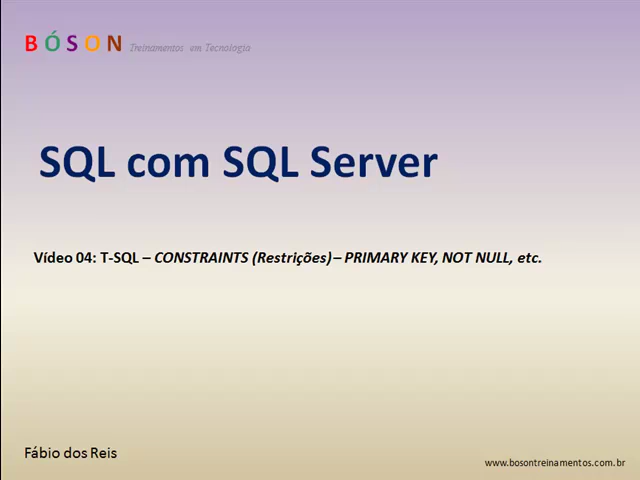 BÓSON Treinamentos em Tecnologia
SQL com SQL Server
Vídeo 04: T-SQL – CONSTRAINTS (Restrições) – PRIMARY KEY, NOT NULL, etc.
Fábio dos Reis
www.bosontreinamentos.com.br